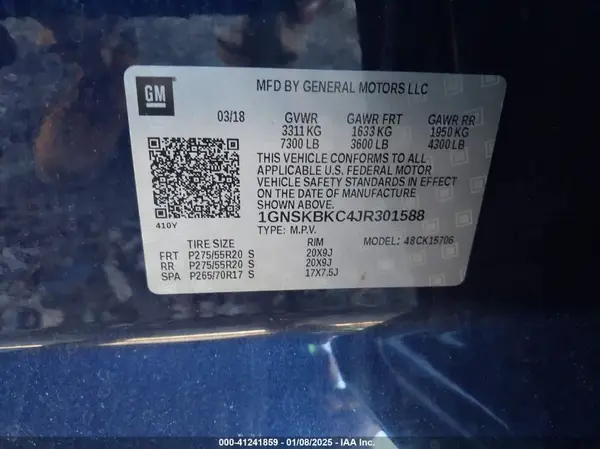 GM
MFD BY GENERAL MOTORS LLC
03/18 GVWR GAWR FRT GAWR RR
3311 KG 1633 KG 1950 KG
7300 LB 3600 LB 4300 LB
THIS VEHICLE CONFORMS TO ALL
APPLICABLE U.S. FEDERAL MOTOR
VEHICLE SAFETY STANDARDS IN EFFECT
ON THE DATE OF MANUFACTURE
SHOWN ABOVE.
1GNSKBKC4JR301588
410Y TYPE: M.P.V. MODEL: 48CK15706
TIRE SIZE RIM
FRT P275/55R20 S 20X9J
RR P275/55R20 S 20X9J
SPA P265/70R17 S 17X7.5J
00-41241859 | 01/08/2025 - IAA Inc.